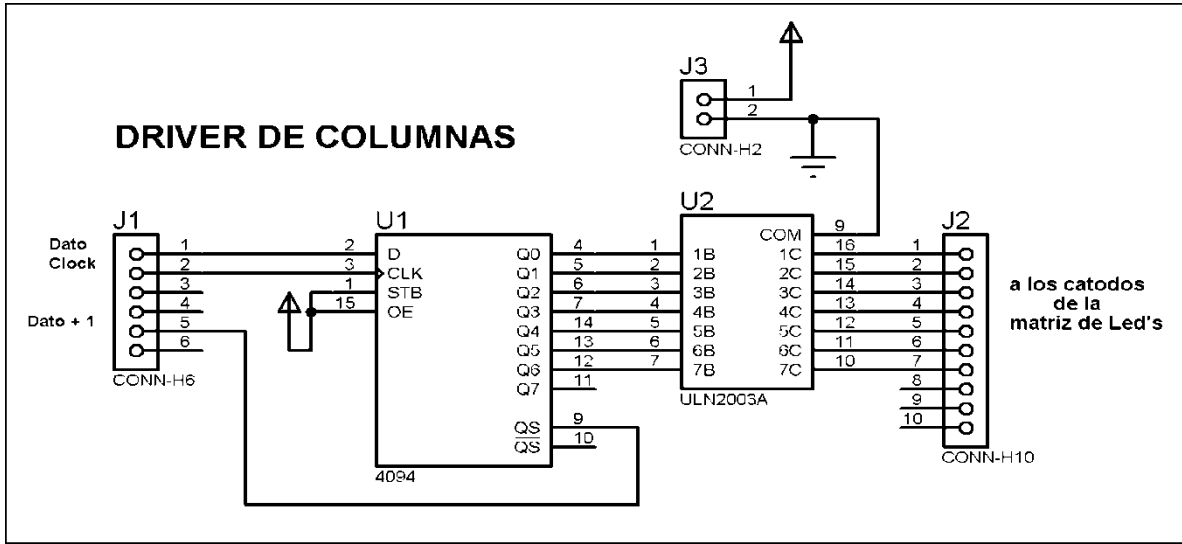 DRIVER DE COLUMNAS
J3
1
2
CONN-H2
J1
Dato
Clock
Dato + 1
1
2
3
4
5
6
CONN-H6
U1
2 D
3 CLK
1 STB
15 OE
Q0 4
Q1 5
Q2 6
Q3 7
Q4 14
Q5 13
Q6 12
Q7 11
QS 9
QS 10
4094
U2
COM 9
1 1B 1C 16
2 2B 2C 15
3 3B 3C 14
4 4B 4C 13
5 5B 5C 12
6 6B 6C 11
7 7B 7C 10
ULN2003A
J2
1
2
3
4
5
6
7
8
9
10
CONN-H10
a los catodos
de la
matriz de Led's